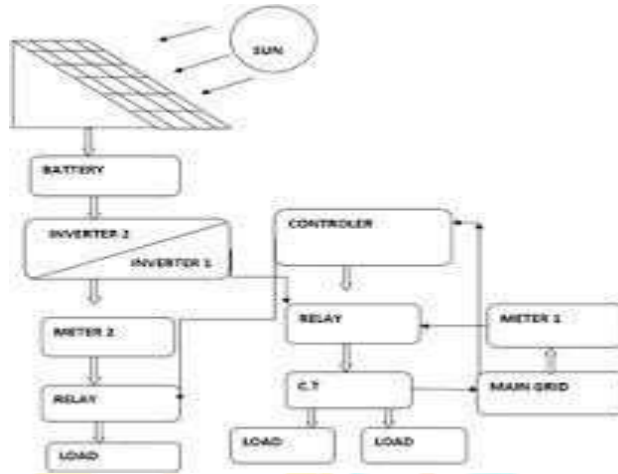 SUN
BATTERY
INVERTER 2
INVERTER 1
CONTROLER
METER 2
RELAY
METER 1
RELAY
C.T
MAIN GRID
LOAD
LOAD
LOAD